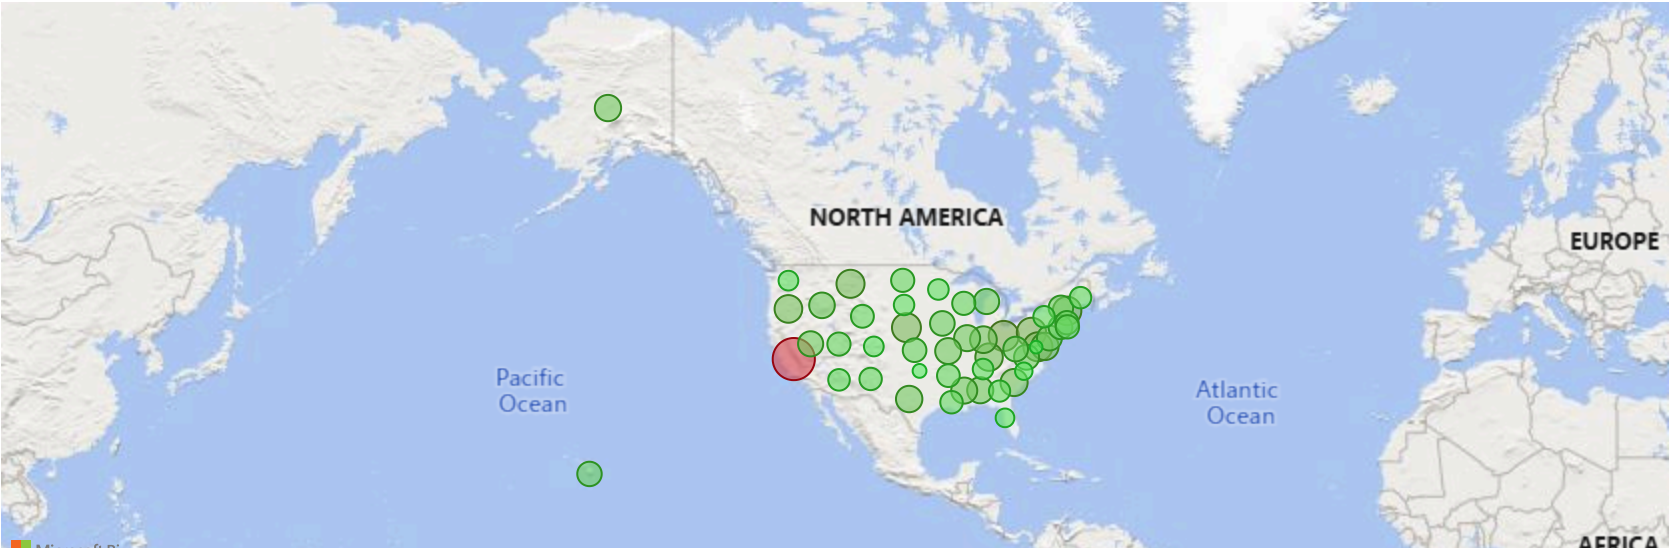 NORTH AMERICA
EUROPE
Pacific
Ocean
Atlantic
Ocean
AFRICA